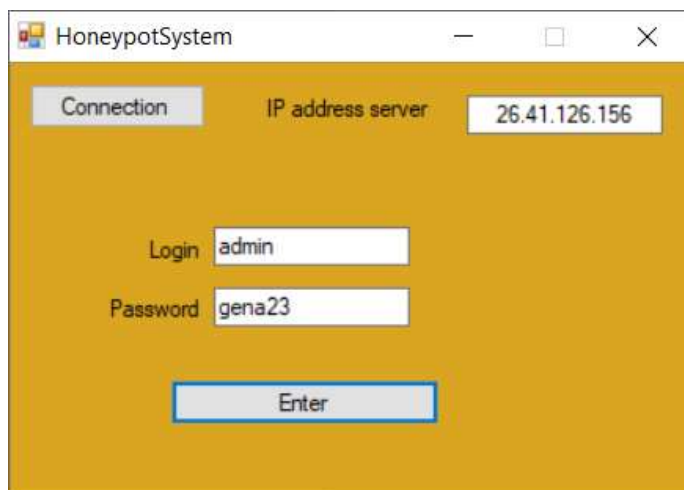 HoneypotSystem
Connection IP address server 26.41.126.156
Login admin
Password gena23
Enter